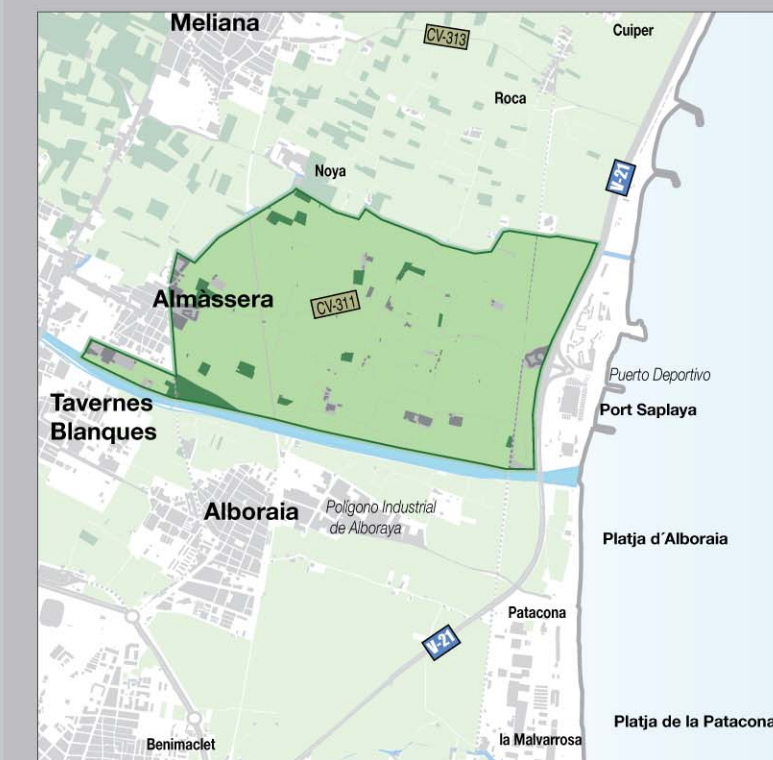 Meliana
CV-313
Cuiper
Roca
Noya
V-21
Almàssera
CV-311
Puerto Deportivo
Port Saplaya
Tavernes
Blanques
Alboraia
Polígono Industrial
de Alboraya
Platja d´Alboraia
Patacona
V-21
Platja de la Patacona
la Malvarrosa
Benimaclet